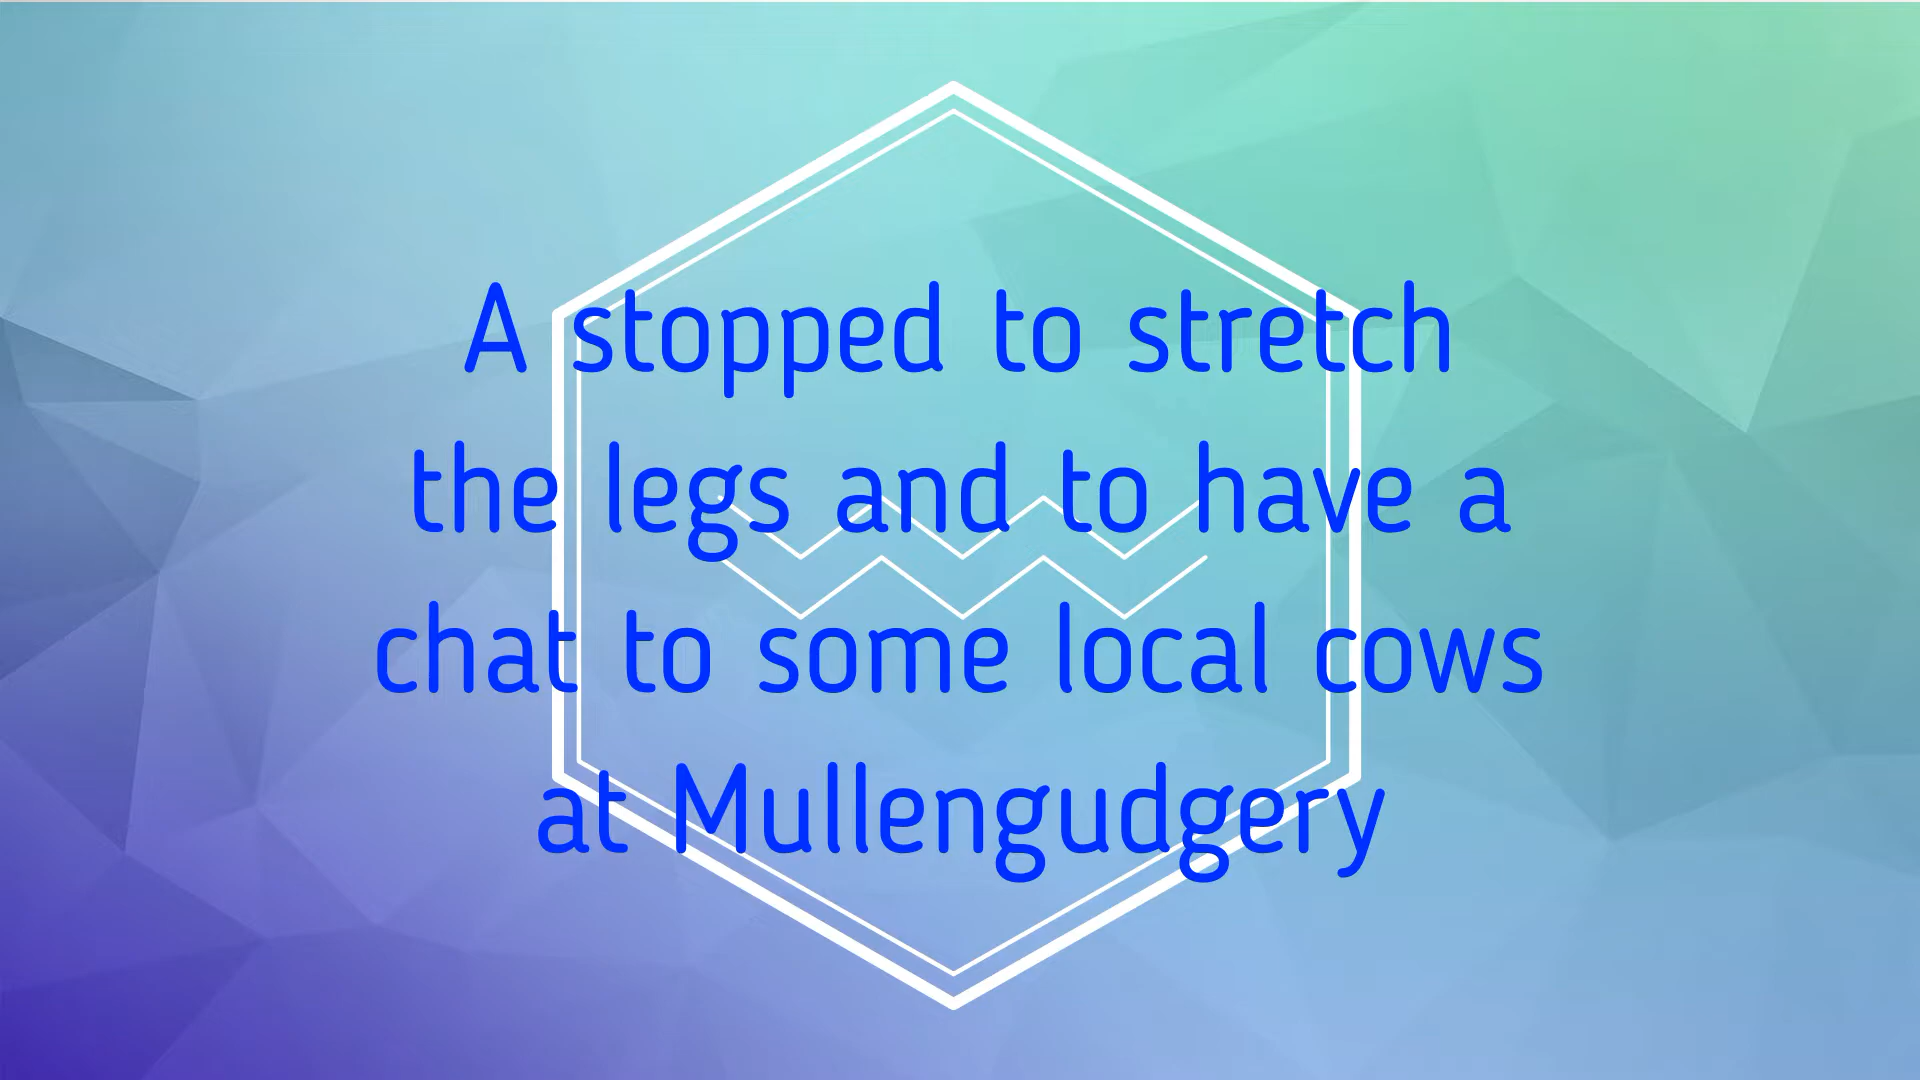 A stopped to stretch
the legs and to have a
chat to some local cows
at Mullengudgery